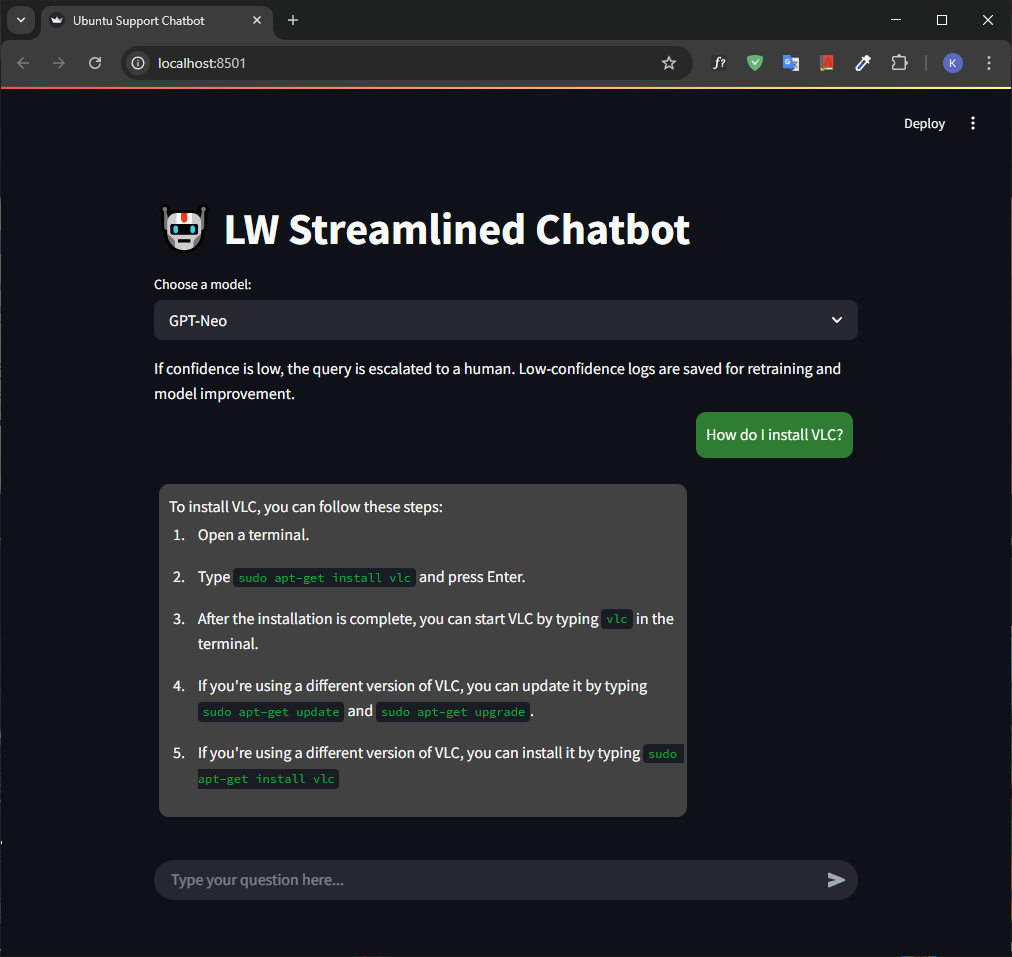 Ubuntu Support Chatbot
localhost:8501
f?
K
Deploy
LW Streamlined Chatbot
Choose a model:
GPT-Neo
If confidence is low, the query is escalated to a human. Low-confidence logs are saved for retraining and
model improvement.
How do I install VLC?
To install VLC, you can follow these steps:
1. Open a terminal.
2. Type sudo apt-get install vlc and press Enter.
3. After the installation is complete, you can start VLC by typing vlc in the
terminal.
4. If you're using a different version of VLC, you can update it by typing
sudo apt-get update and sudo apt-get upgrade.
5. If you're using a different version of VLC, you can install it by typing sudo
apt-get install vlc
Type your question here...